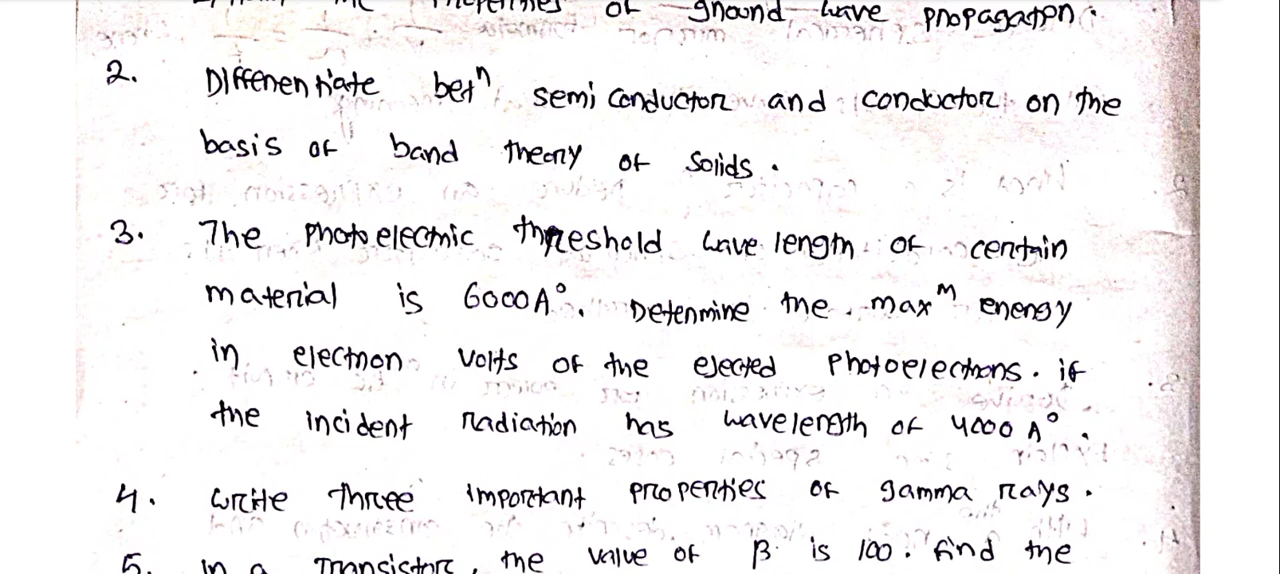 of ground wave propagation.
2. Differentiate betn semiconductor and conductor on the
basis of band theory of solids.
3. The photoelectric threshold wave length of certain
material is 6000A°. Determine the maxm energy
in electron volts of the ejected photoelectrons. if
the incident radiation has wavelength of 4000 A°.
4. write three important properties of gamma rays.
5. in a transistor, the value of β is 100. find the